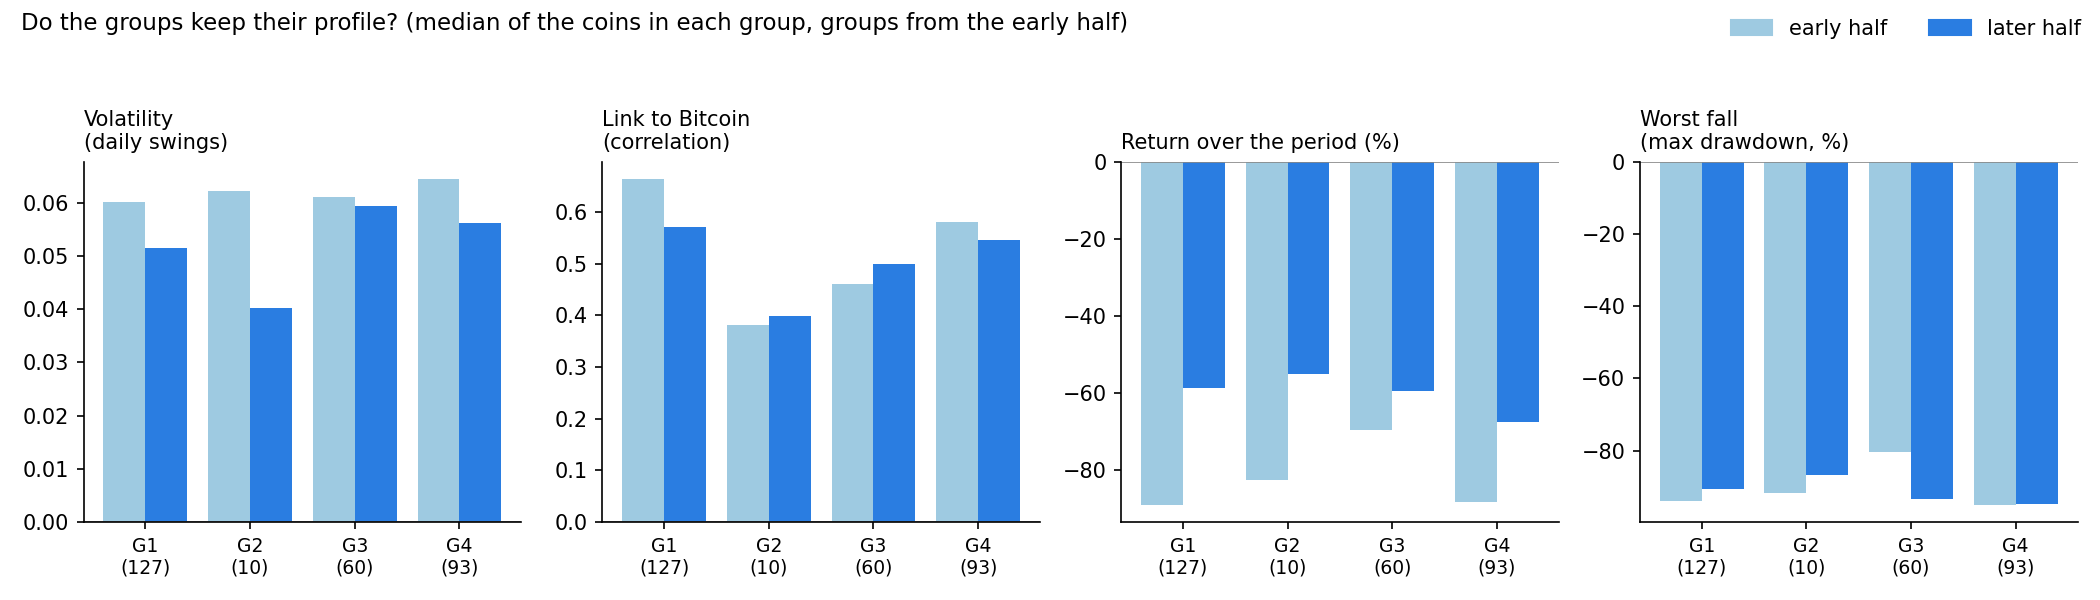 Do the groups keep their profile? (median of the coins in each group, groups from the early half)
early half
later half
Volatility
(daily swings)
0.06
0.05
0.04
0.03
0.02
0.01
0.00
G1
(127)
G2
(10)
G3
(60)
G4
(93)
Link to Bitcoin
(correlation)
0.6
0.5
0.4
0.3
0.2
0.1
0.0
G1
(127)
G2
(10)
G3
(60)
G4
(93)
Return over the period (%)
0
−20
−40
−60
−80
G1
(127)
G2
(10)
G3
(60)
G4
(93)
Worst fall
(max drawdown, %)
0
−20
−40
−60
−80
G1
(127)
G2
(10)
G3
(60)
G4
(93)